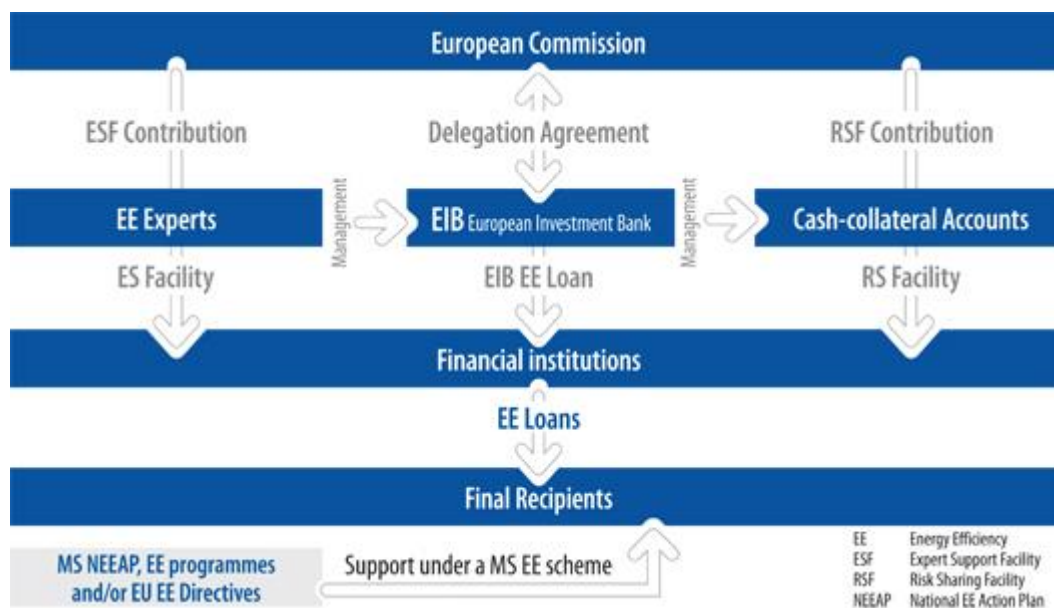 European Commission
ESF Contribution
Delegation Agreement
RSF Contribution
EE Experts
Management
EIB European Investment Bank
Management
Cash-collateral Accounts
ES Facility
EIB EE Loan
RS Facility
Financial institutions
EE Loans
Final Recipients
MS NEEAP, EE programmes
and/or EU EE Directives
Support under a MS EE scheme
EE Energy Efficiency
ESF Expert Support Facility
RSF Risk Sharing Facility
NEEAP National EE Action Plan